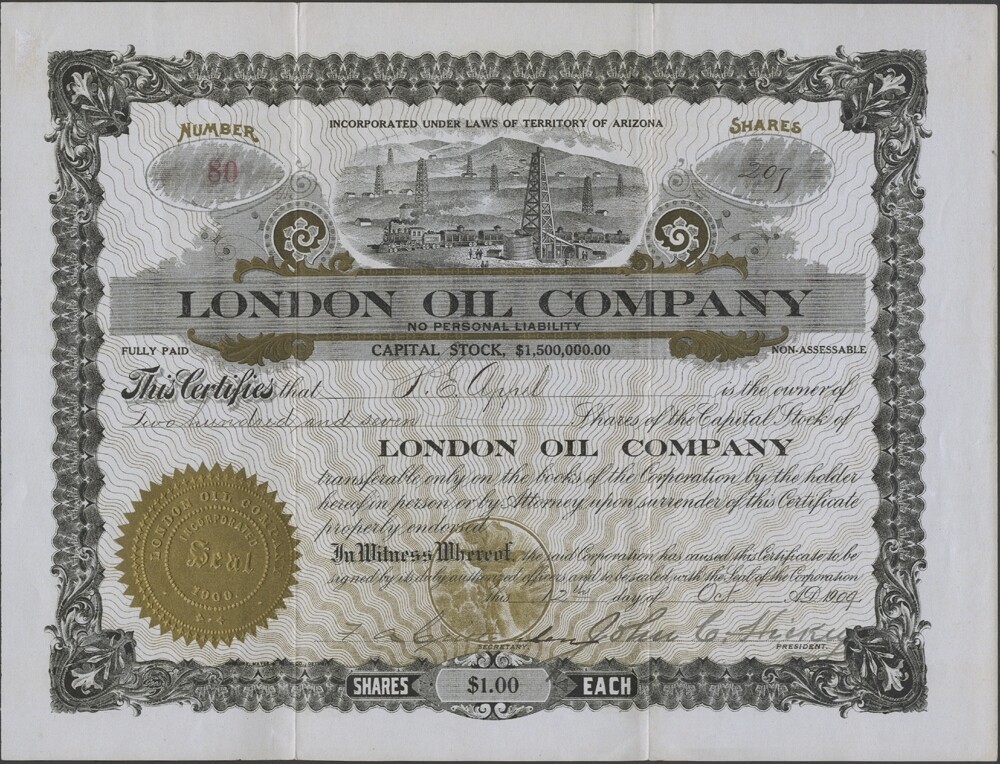 INCORPORATED UNDER LAWS OF TERRITORY OF ARIZONA
NUMBER
80
SHARES
207
LONDON OIL COMPANY
NO PERSONAL LIABILITY
FULLY PAID
CAPITAL STOCK, $1,500,000.00
NON-ASSESSABLE
This Certifies that J. E. Appel is the owner of
Two hundred and seven Shares of the Capital Stock of
LONDON OIL COMPANY
transferable only on the books of the Corporation by the holder
hereof in person or by Attorney, upon surrender of this Certificate
properly endorsed.
In Witness Whereof, the said Corporation has caused this Certificate to be
signed by its duly authorized officers and to be sealed with the Seal of the Corporation
this 12th day of Oct A.D. 1909
John C.
SECRETARY.
PRESIDENT.
LONDON OIL
INCORPORATED
Seal
1909.
SHARES $1.00 EACH